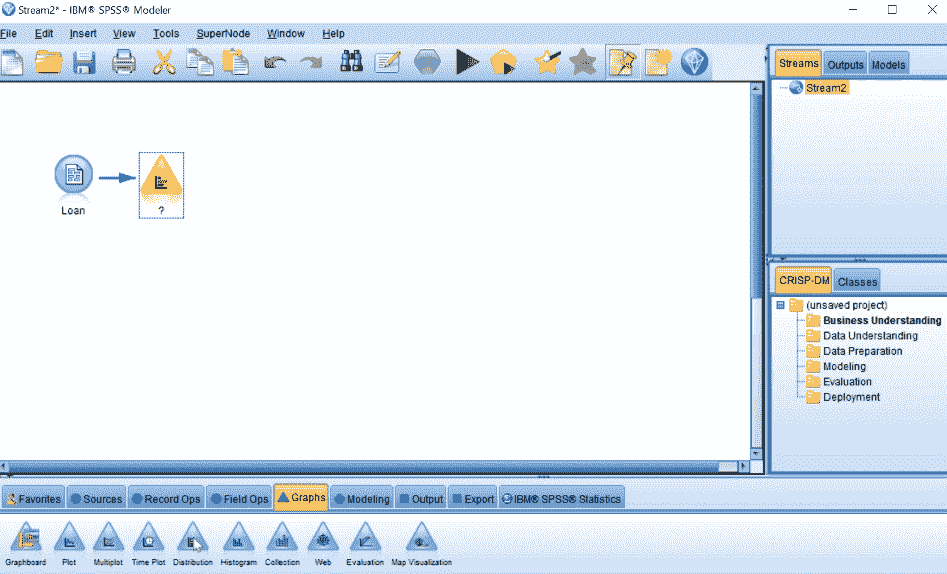 Stream2* - IBM® SPSS® Modeler
File Edit Insert View Tools SuperNode Window Help
Streams Outputs Models
Stream2
Loan
?
CRISP-DM Classes
(unsaved project)
Business Understanding
Data Understanding
Data Preparation
Modeling
Evaluation
Deployment
Favorites Sources Record Ops Field Ops Graphs Modeling Output Export IBM® SPSS® Statistics
Graphboard Plot Multiplot Time Plot Distribution Histogram Collection Web Evaluation Map Visualization